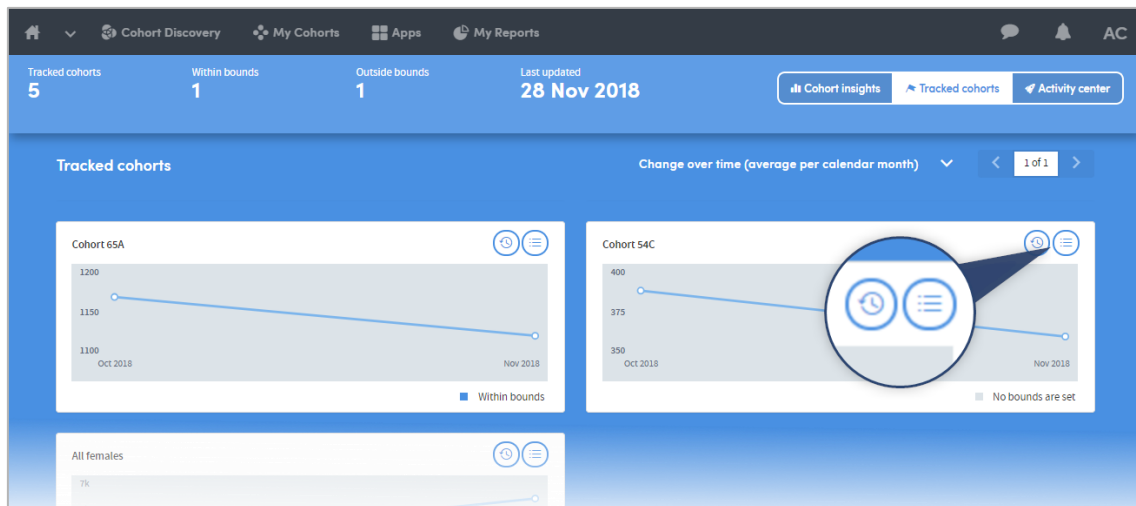 Cohort Discovery My Cohorts Apps My Reports AC
Tracked cohorts Within bounds Outside bounds Last updated
5 1 1 28 Nov 2018
Cohort insights Tracked cohorts Activity center
Tracked cohorts Change over time (average per calendar month) 1 of 1
Cohort 65A
1200
1150
1100
Oct 2018 Nov 2018
Within bounds
Cohort 54C
400
375
350
Oct 2018 Nov 2018
No bounds are set
All females
7k